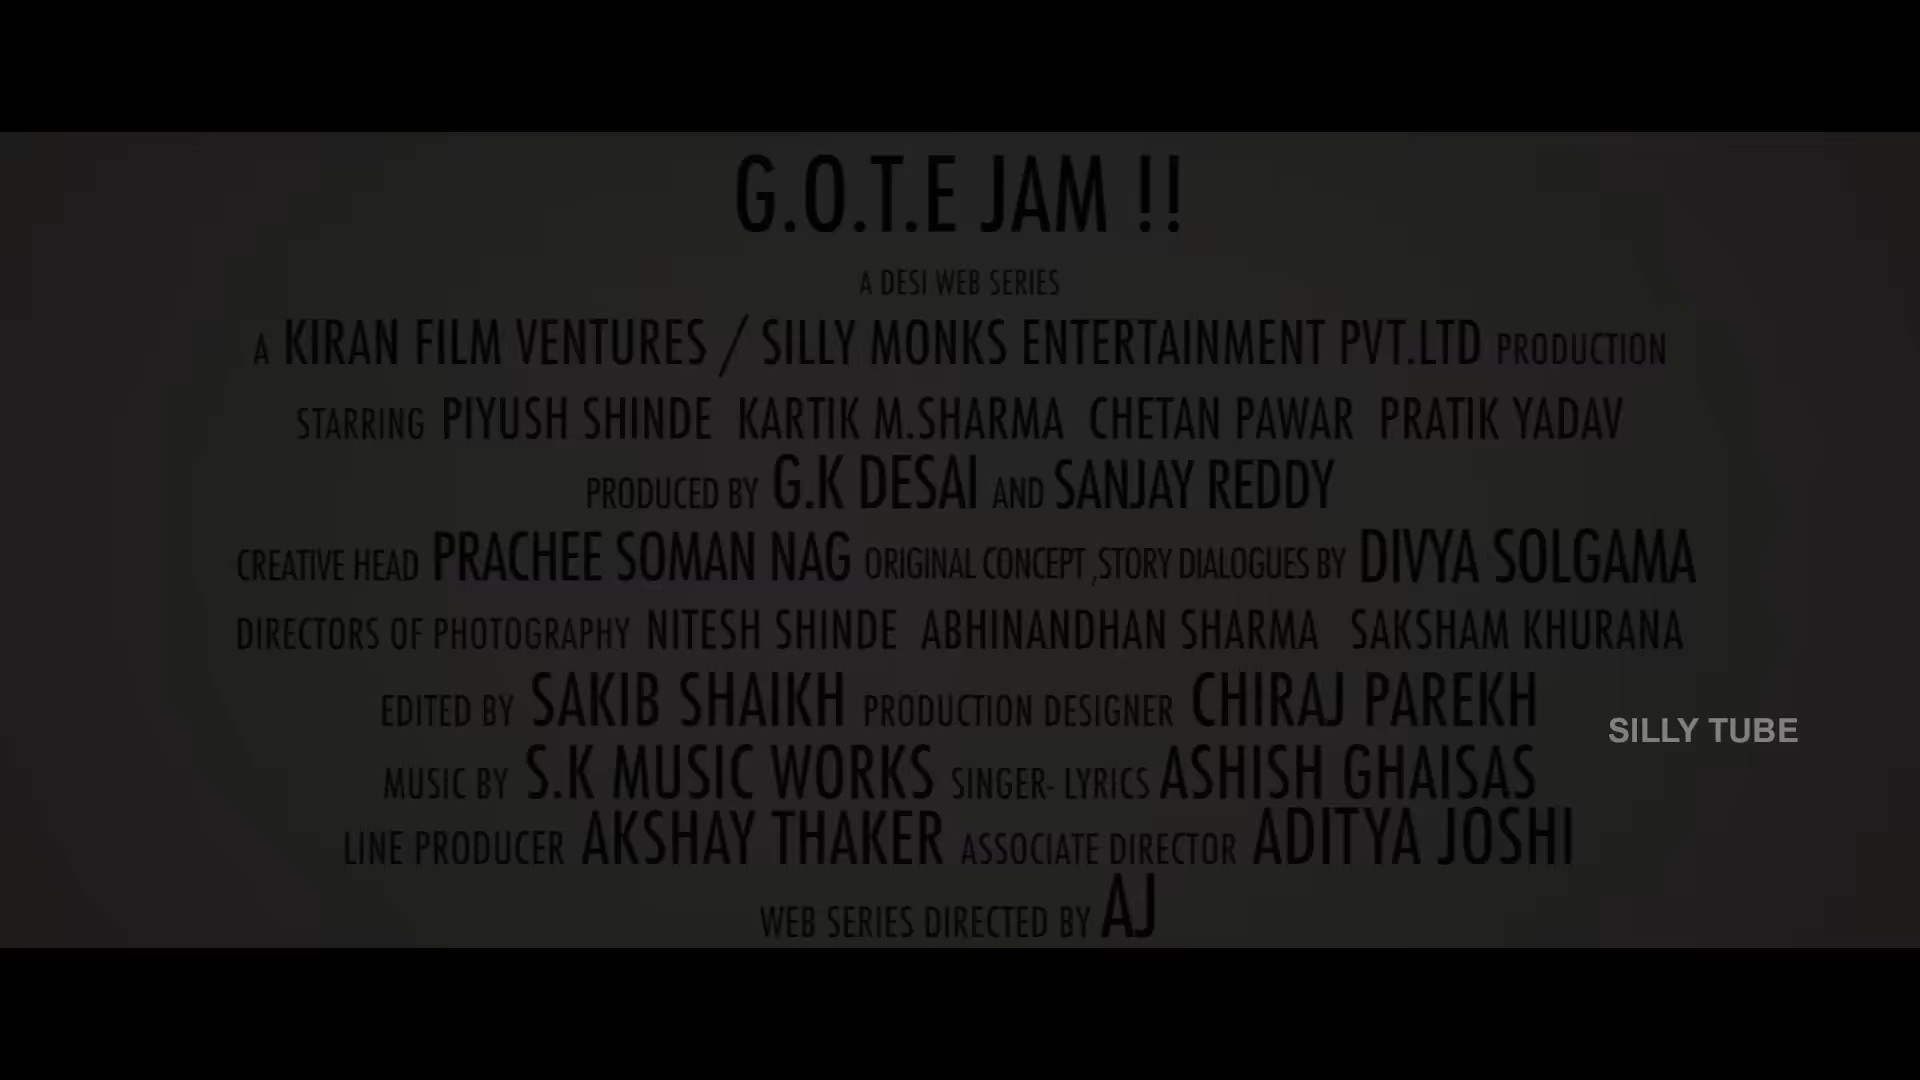 G.O.T.E JAM !!
A DESI WEB SERIES
A KIRAN FILM VENTURES / SILLY MONKS ENTERTAINMENT PVT.LTD PRODUCTION
STARRING PIYUSH SHINDE KARTIK M.SHARMA CHETAN PAWAR PRATIK YADAV
PRODUCED BY G.K DESAI AND SANJAY REDDY
CREATIVE HEAD PRACHEE SOMAN NAG ORIGINAL CONCEPT ,STORY DIALOGUES BY DIVYA SOLGAMA
DIRECTORS OF PHOTOGRAPHY NITESH SHINDE ABHINANDHAN SHARMA SAKSHAM KHURANA
EDITED BY SAKIB SHAIKH PRODUCTION DESIGNER CHIRAJ PAREKH
SILLY TUBE
MUSIC BY S.K MUSIC WORKS SINGER- LYRICS ASHISH GHAISAS
LINE PRODUCER AKSHAY THAKER ASSOCIATE DIRECTOR ADITYA JOSHI
WEB SERIES DIRECTED BY AJ